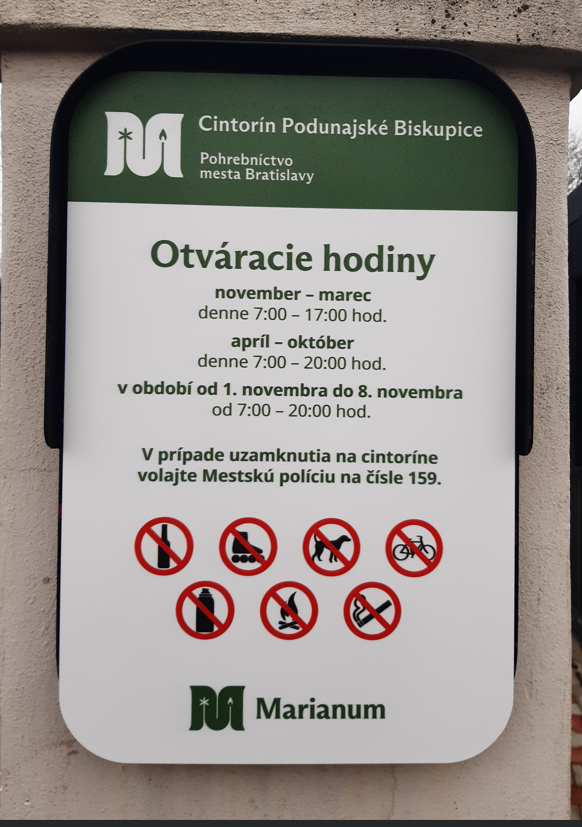 Cintorín Podunajské Biskupice
Pohrebníctvo
mesta Bratislavy
Otváracie hodiny
november – marec
denne 7:00 – 17:00 hod.
apríl – október
denne 7:00 – 20:00 hod.
v období od 1. novembra do 8. novembra
od 7:00 – 20:00 hod.
V prípade uzamknutia na cintoríne
volajte Mestskú políciu na čísle 159.
Marianum